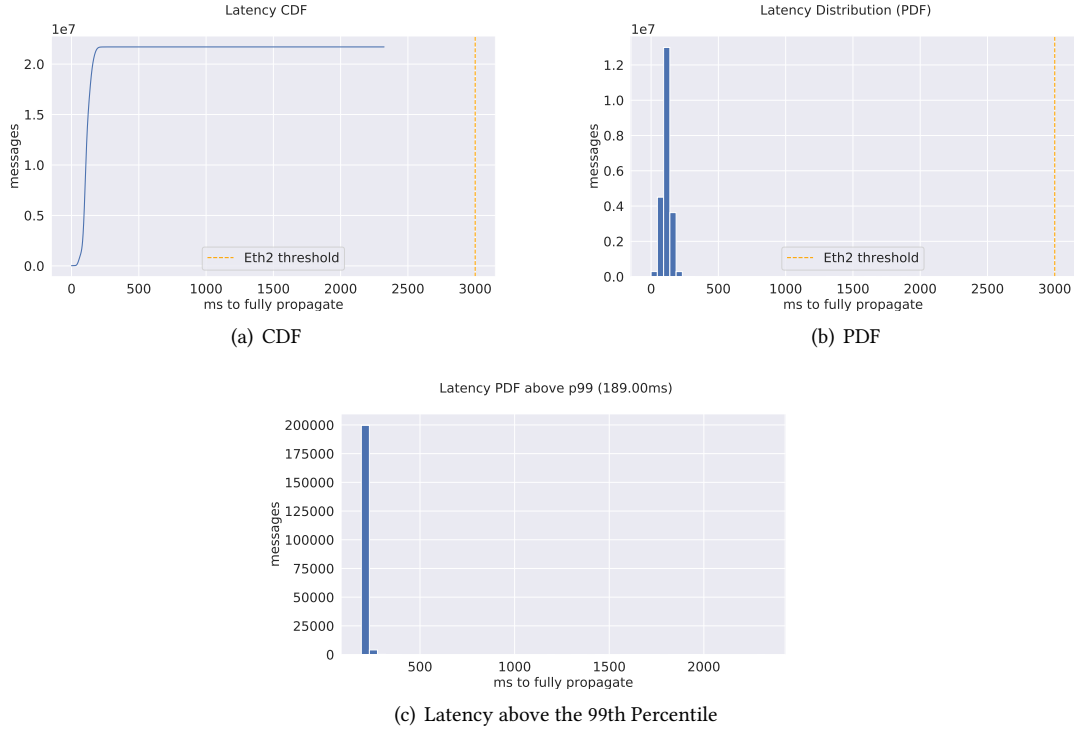 Latency CDF
1e7
2.0
1.5
1.0
0.5
0.0
messages
Eth2 threshold
0 500 1000 1500 2000 2500 3000
ms to fully propagate
(a) CDF
Latency Distribution (PDF)
1e7
1.2
1.0
0.8
0.6
0.4
0.2
0.0
messages
Eth2 threshold
0 500 1000 1500 2000 2500 3000
ms to fully propagate
(b) PDF
Latency PDF above p99 (189.00ms)
200000
175000
150000
125000
100000
75000
50000
25000
0
messages
500 1000 1500 2000
ms to fully propagate
(c) Latency above the 99th Percentile